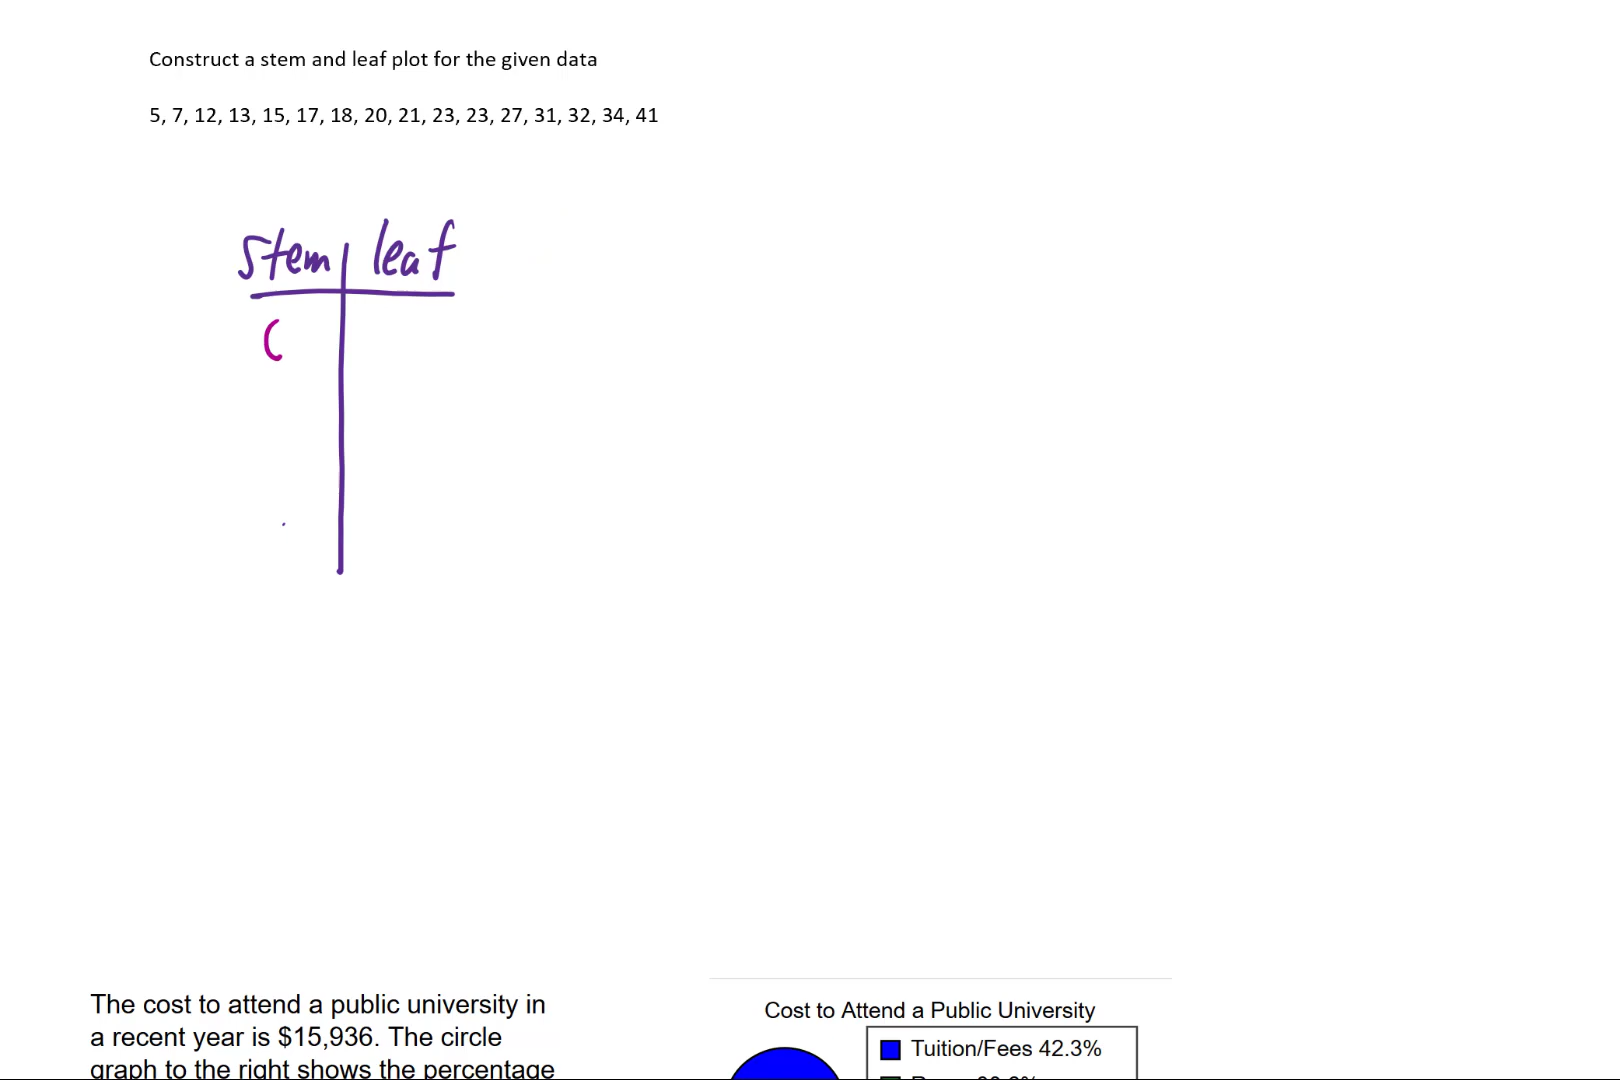 Construct a stem and leaf plot for the given data
5, 7, 12, 13, 15, 17, 18, 20, 21, 23, 23, 27, 31, 32, 34, 41
stem leaf
The cost to attend a public university in
a recent year is $15,936. The circle
graph to the right shows the percentage
Cost to Attend a Public University
Tuition/Fees 42.3%